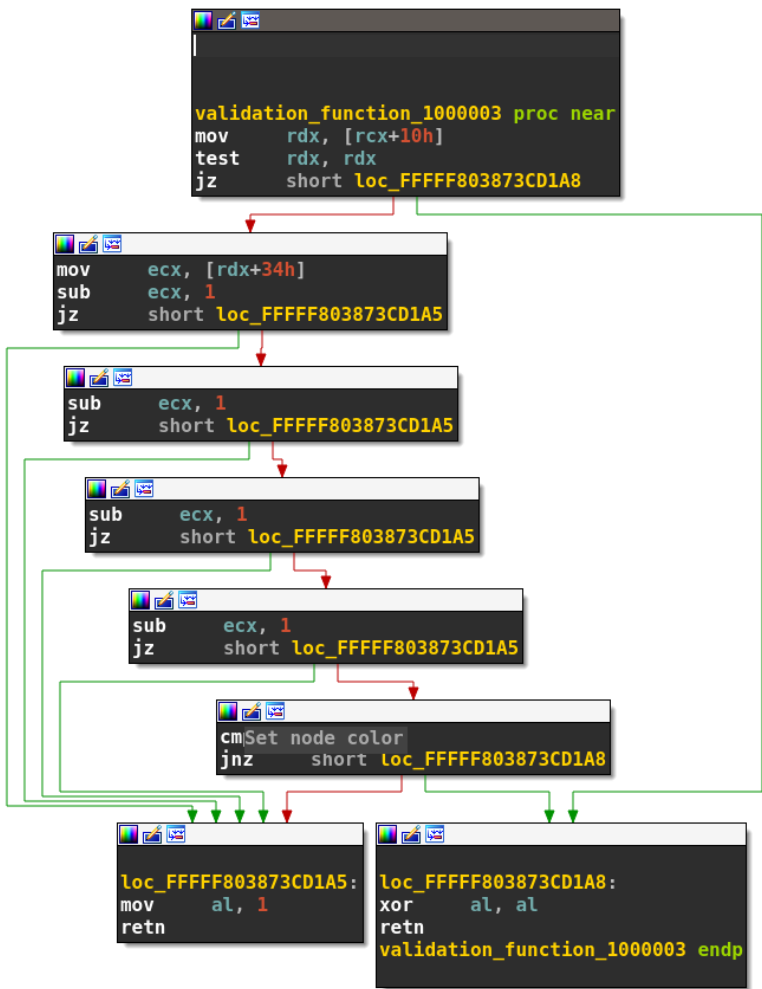 validation_function_1000003 proc near
mov rdx, [rcx+10h]
test rdx, rdx
jz short loc_FFFFF803873CD1A8
mov ecx, [rdx+34h]
sub ecx, 1
jz short loc_FFFFF803873CD1A5
sub ecx, 1
jz short loc_FFFFF803873CD1A5
sub ecx, 1
jz short loc_FFFFF803873CD1A5
sub ecx, 1
jz short loc_FFFFF803873CD1A5
Set node color
jnz short loc_FFFFF803873CD1A8
loc_FFFFF803873CD1A5:
mov al, 1
retn
loc_FFFFF803873CD1A8:
xor al, al
retn
validation_function_1000003 endp